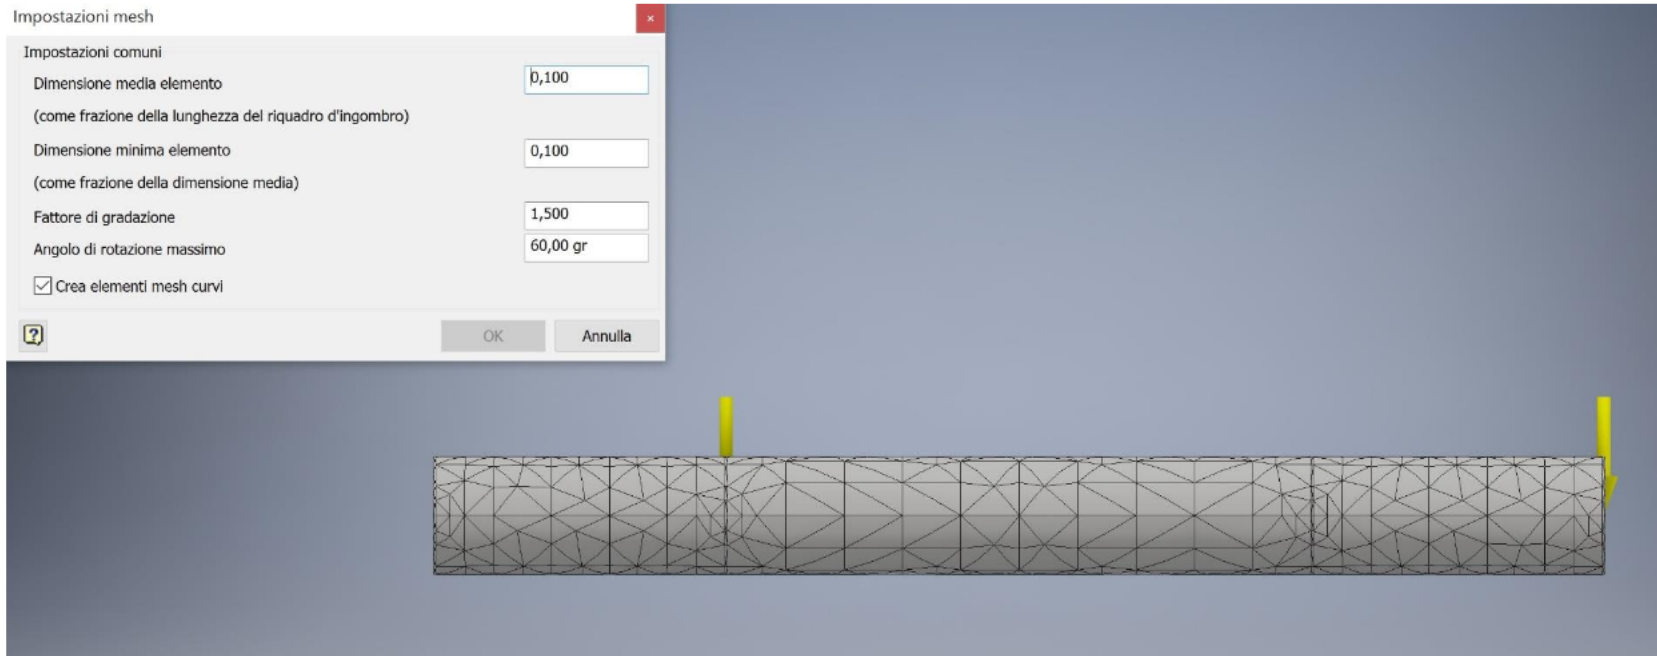 Impostazioni mesh
Impostazioni comuni
Dimensione media elemento
0,100
(come frazione della lunghezza del riquadro d'ingombro)
Dimensione minima elemento
0,100
(come frazione della dimensione media)
Fattore di gradazione
1,500
Angolo di rotazione massimo
60,00 gr
Crea elementi mesh curvi
OK
Annulla